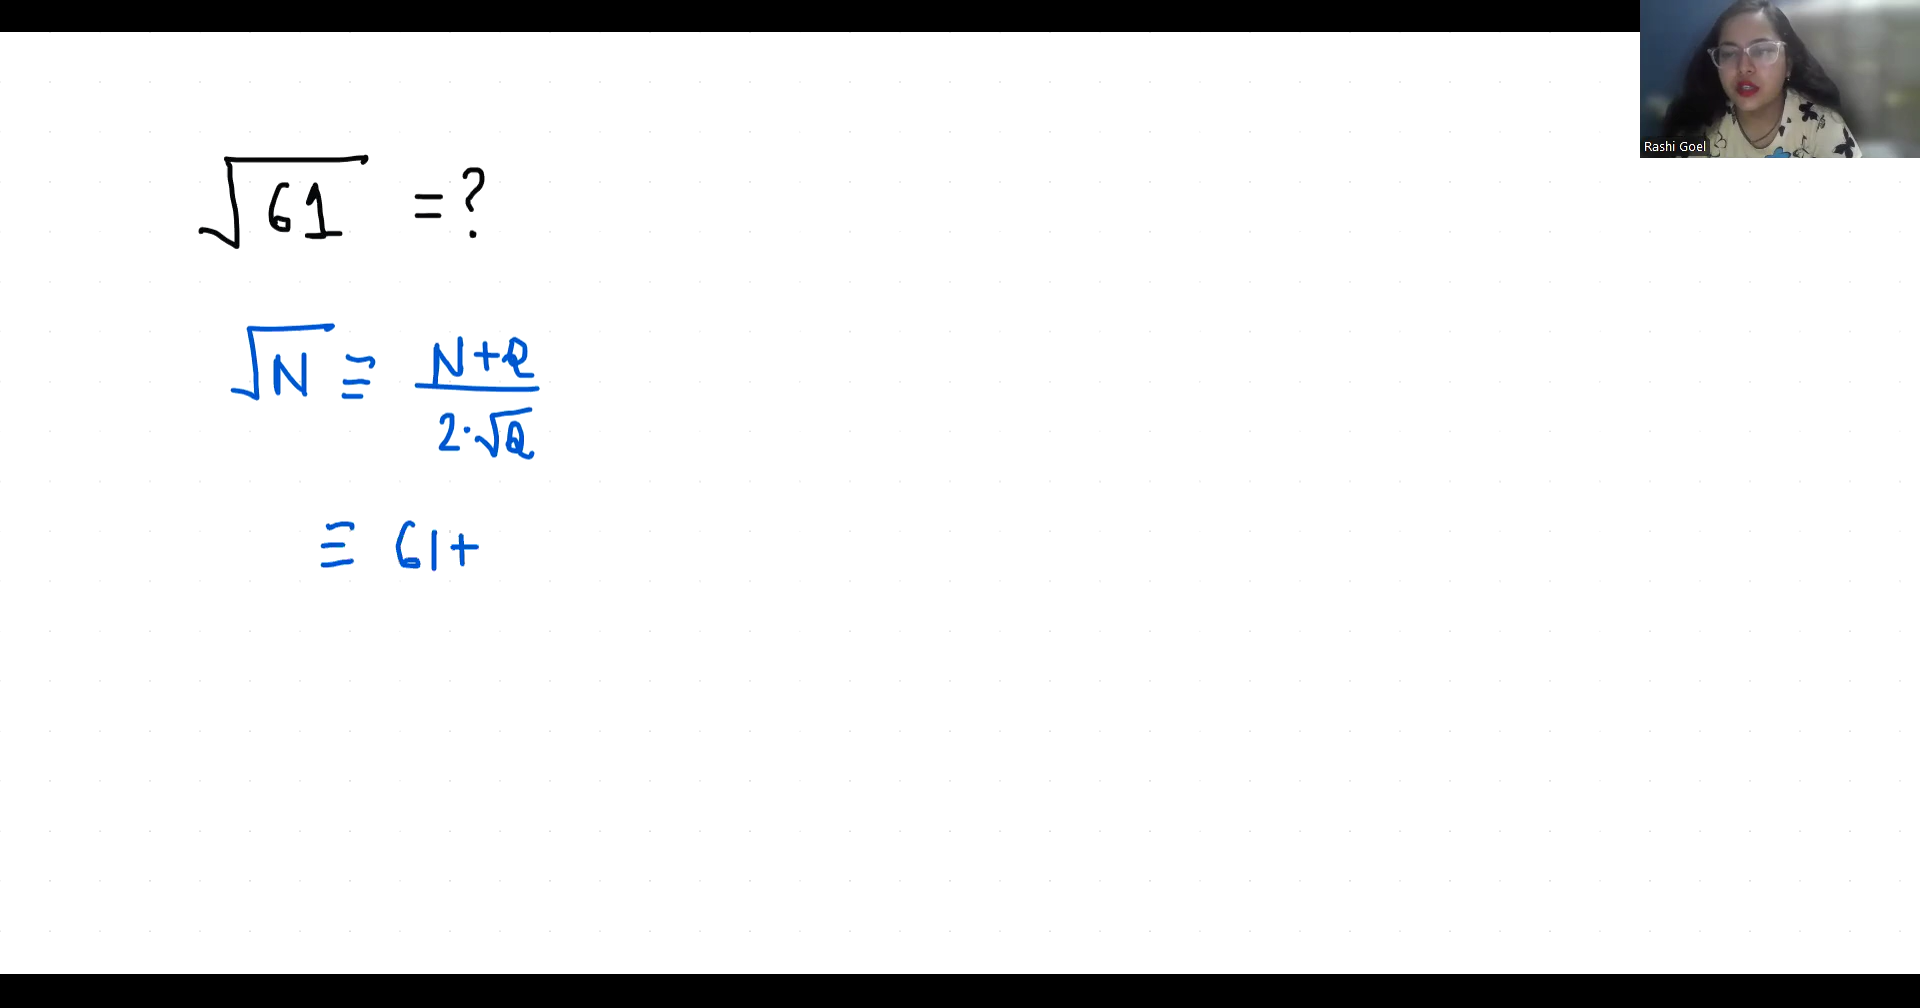 √61 = ?
√N ≡ N+Q / 2·√Q
≡ 61+
Rashi Goel